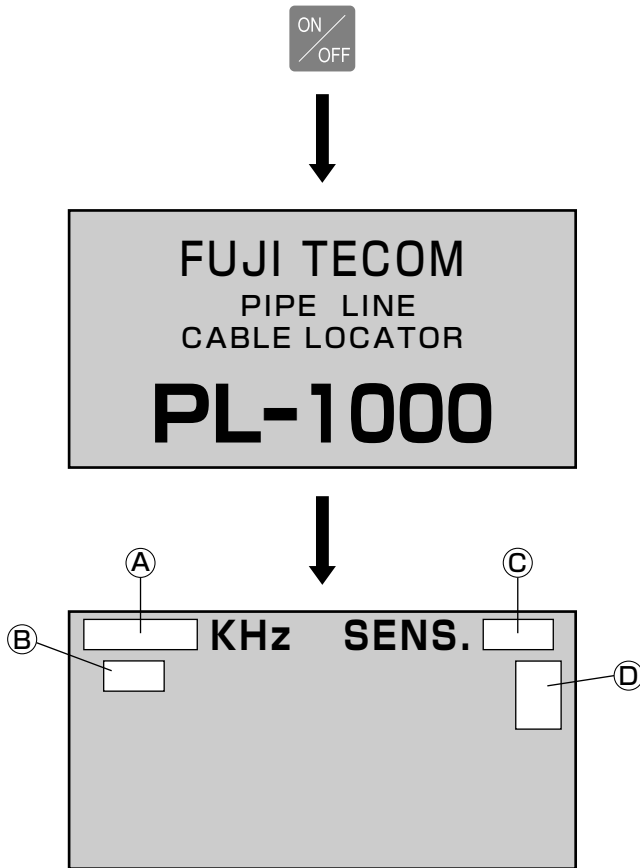 ON
OFF
FUJI TECOM
PIPE LINE
CABLE LOCATOR
PL-1000
Ⓐ
Ⓒ
Ⓑ
KHz SENS.
Ⓓ